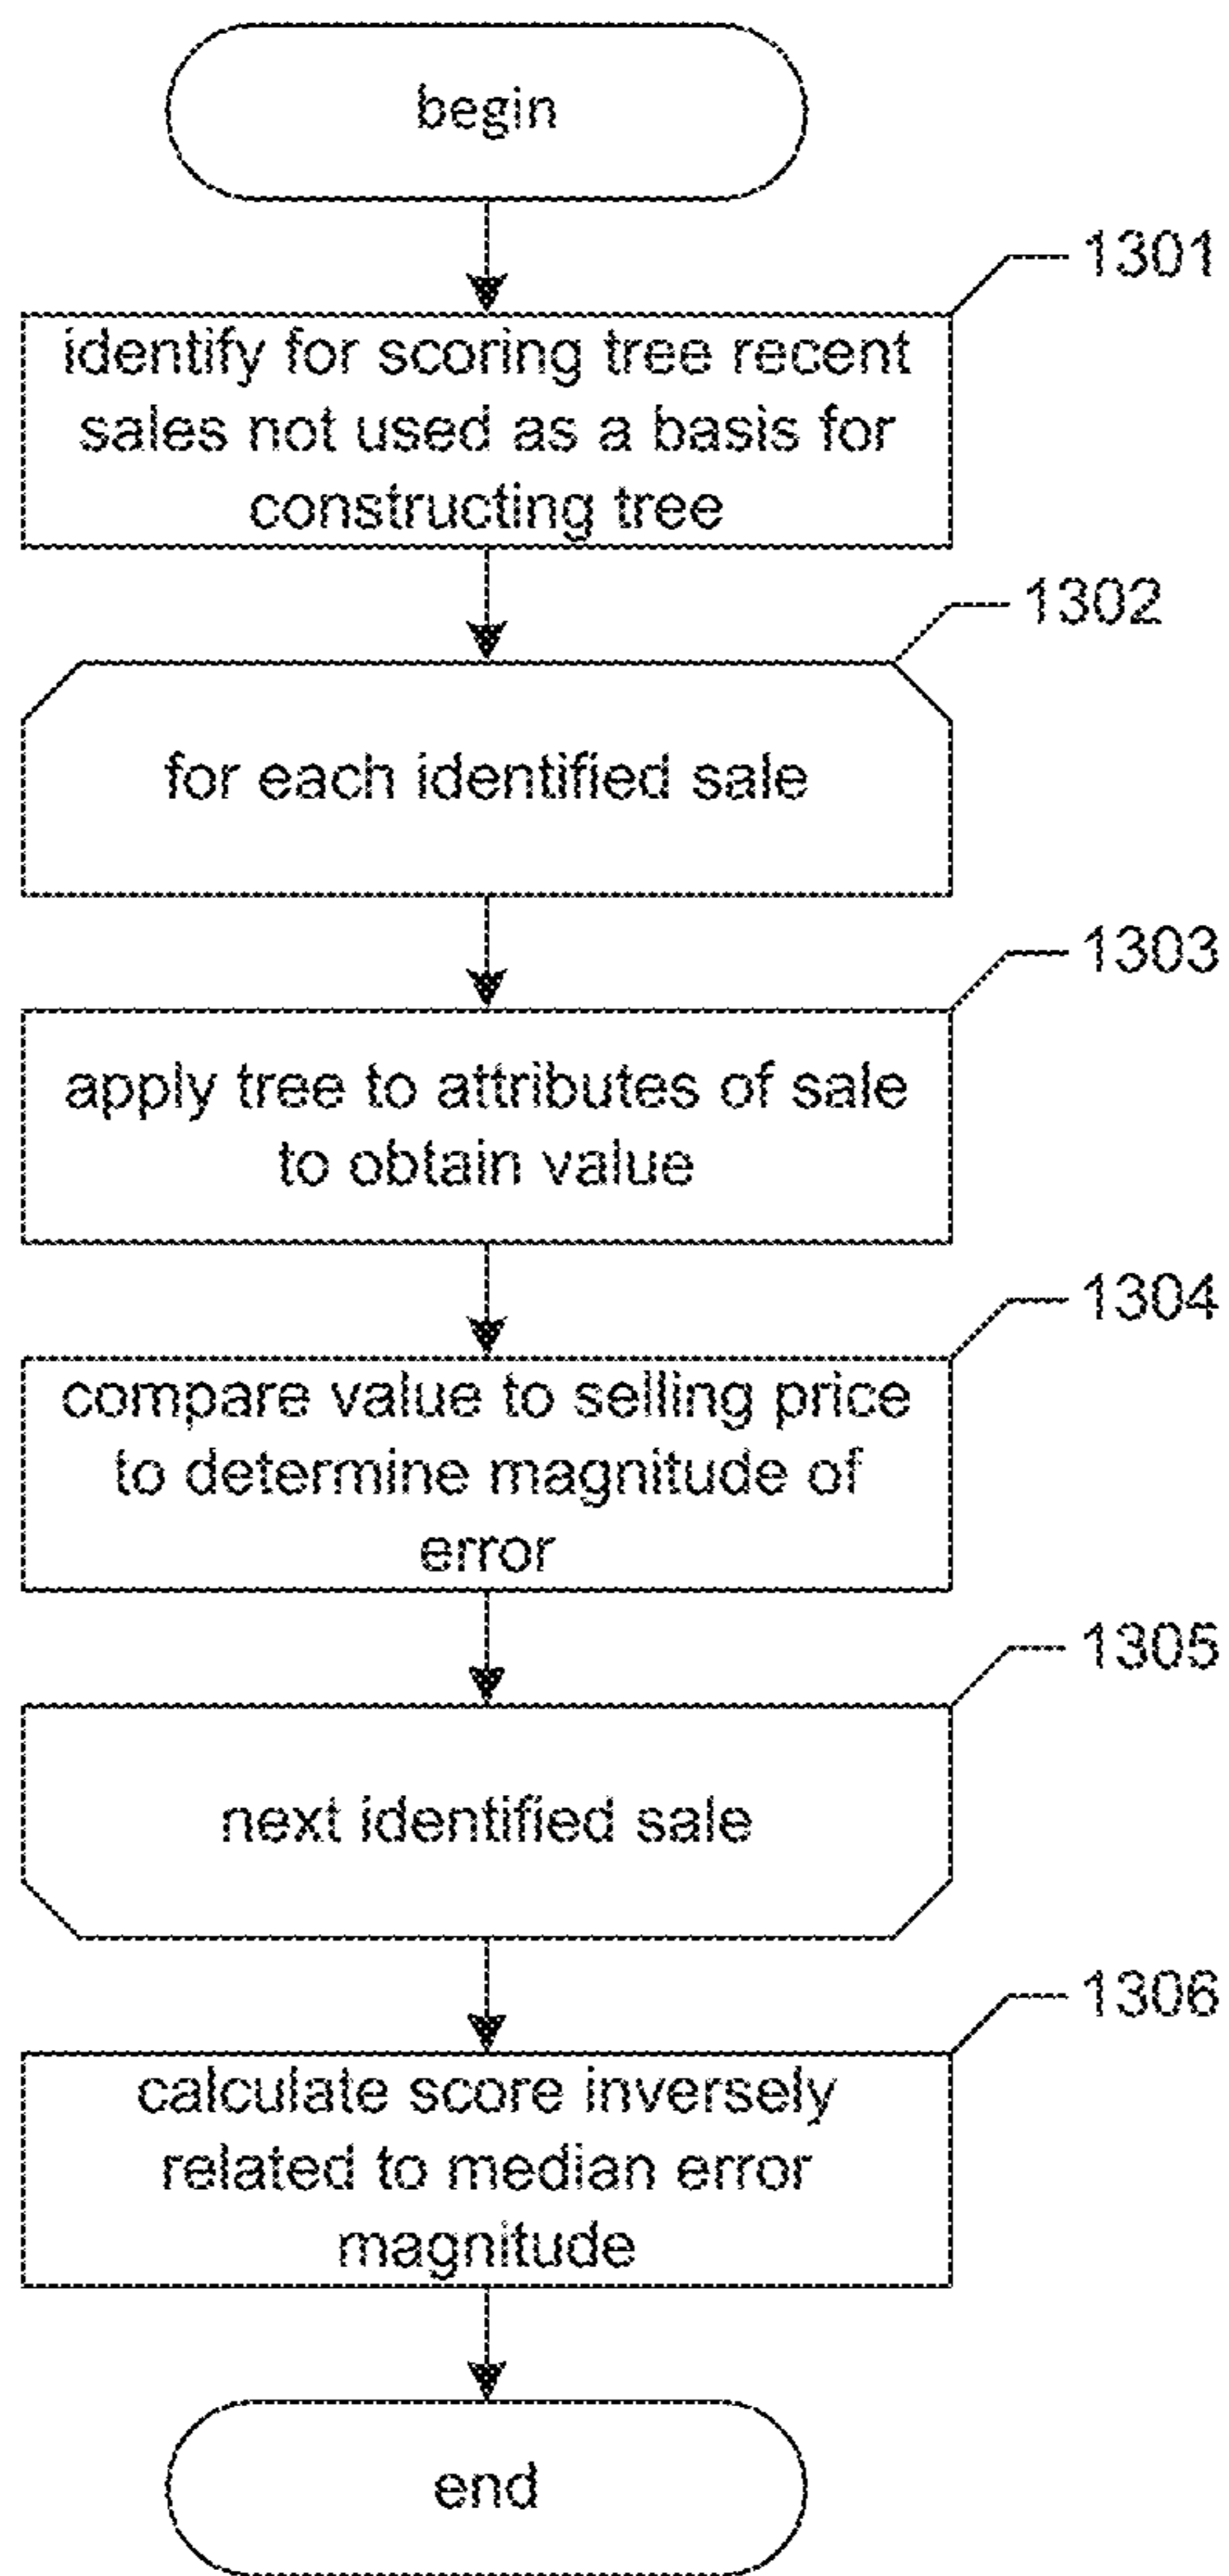 begin
1301
identify for scoring tree recent
sales not used as a basis for
constructing tree
1302
for each identified sale
1303
apply tree to attributes of sale
to obtain value
1304
compare value to selling price
to determine magnitude of
error
1305
next identified sale
1306
calculate score inversely
related to median error
magnitude
end